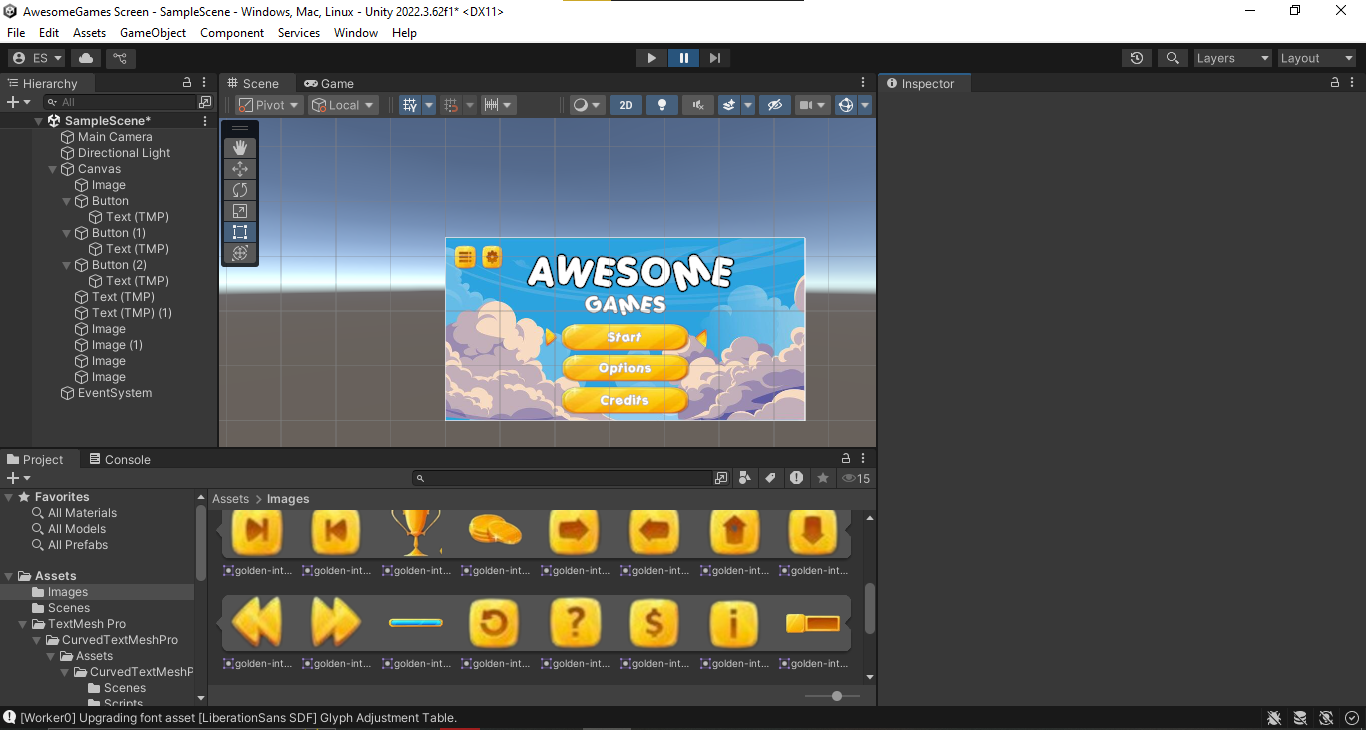 AwesomeGames Screen - SampleScene - Windows, Mac, Linux - Unity 2022.3.62f1* <DX11>
File Edit Assets GameObject Component Services Window Help
ES
Layers
Layout
Hierarchy
All
SampleScene*
Main Camera
Directional Light
Canvas
Image
Button
Text (TMP)
Button (1)
Text (TMP)
Button (2)
Text (TMP)
Text (TMP)
Text (TMP) (1)
Image
Image (1)
Image
Image
EventSystem
Scene Game
Pivot Local 2D
AWESOME
GAMES
Start
Options
Credits
Inspector
Project Console
15
Favorites
All Materials
All Models
All Prefabs
Assets
Images
Scenes
TextMesh Pro
CurvedTextMeshPro
Assets
CurvedTextMeshP
Scenes
Scripts
Assets > Images
golden-int... golden-int... golden-int... golden-int... golden-int... golden-int... golden-int... golden-int...
? $ i
golden-int... golden-int... golden-int... golden-int... golden-int... golden-int... golden-int... golden-int...
[Worker0] Upgrading font asset [LiberationSans SDF] Glyph Adjustment Table.